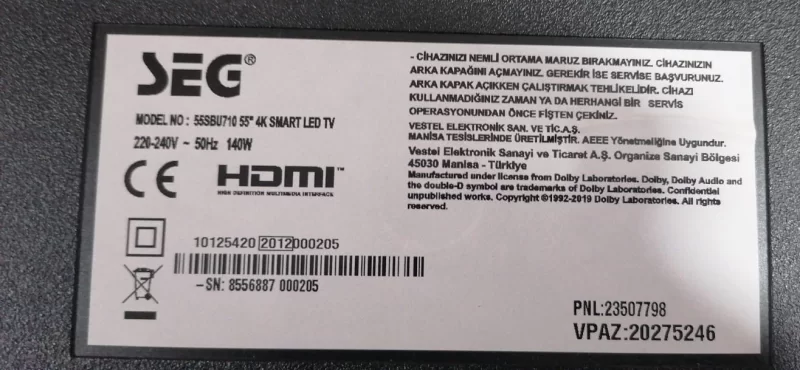 SEG®
MODEL NO : 55SBU710 55" 4K SMART LED TV
220-240V ~ 50Hz 140W
CE HDMI™
HIGH DEFINITION MULTIMEDIA INTERFACE
10125420 2012000205
-SN: 8556887 000205
- CİHAZINIZI NEMLİ ORTAMA MARUZ BIRAKMAYINIZ. CİHAZINIZIN
ARKA KAPAĞINI AÇMAYINIZ. GEREKİR İSE SERVİSE BAŞVURUNUZ.
ARKA KAPAK AÇIKKEN ÇALIŞTIRMAK TEHLİKELİDİR. CİHAZI
KULLANMADIĞINIZ ZAMAN YA DA HERHANGİ BİR SERVİS
OPERASYONUNDAN ÖNCE FİŞTEN ÇEKİNİZ.
VESTEL ELEKTRONİK SAN. VE TİC.A.Ş.
MANİSA TESİSLERİNDE ÜRETİLMİŞTİR. AEEE Yönetmeliğine Uygundur.
Vestel Elektronik Sanayi ve Ticaret A.Ş. Organize Sanayi Bölgesi
45030 Manisa - Türkiye
Manufactured under license from Dolby Laboratories. Dolby, Dolby Audio and
the double-D symbol are trademarks of Dolby Laboratories. Confidential
unpublished works. Copyright ©1992-2019 Dolby Laboratories. All rights
reserved.
PNL:23507798
VPAZ:20275246